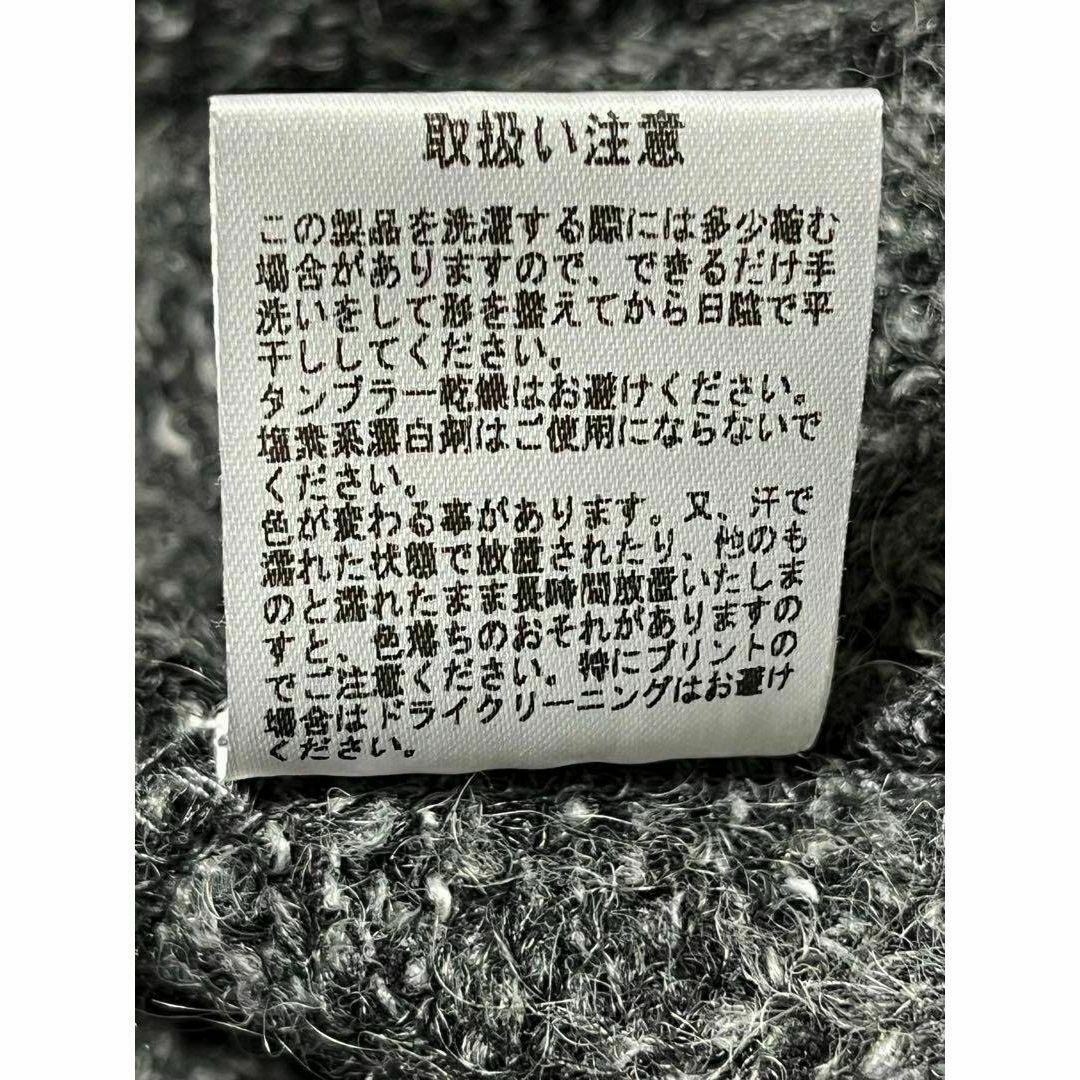 取扱い注意
この製品を洗濯する際には多少縮む
場合がありますので、できるだけ手
洗いをして形を整えてから日陰で平
干ししてください。
タンブラー乾燥はお避けください。
塩素系漂白剤はご使用にならないで
ください。
色が変わる事があります。又、汗で
濡れた状態で放置されたり、他のも
のと濡れたまま長時間放置いたしま
すと、色落ちのおそれがありますの
でご注意ください。特にプリントの
場合はドライクリーニングはお避け
ください。